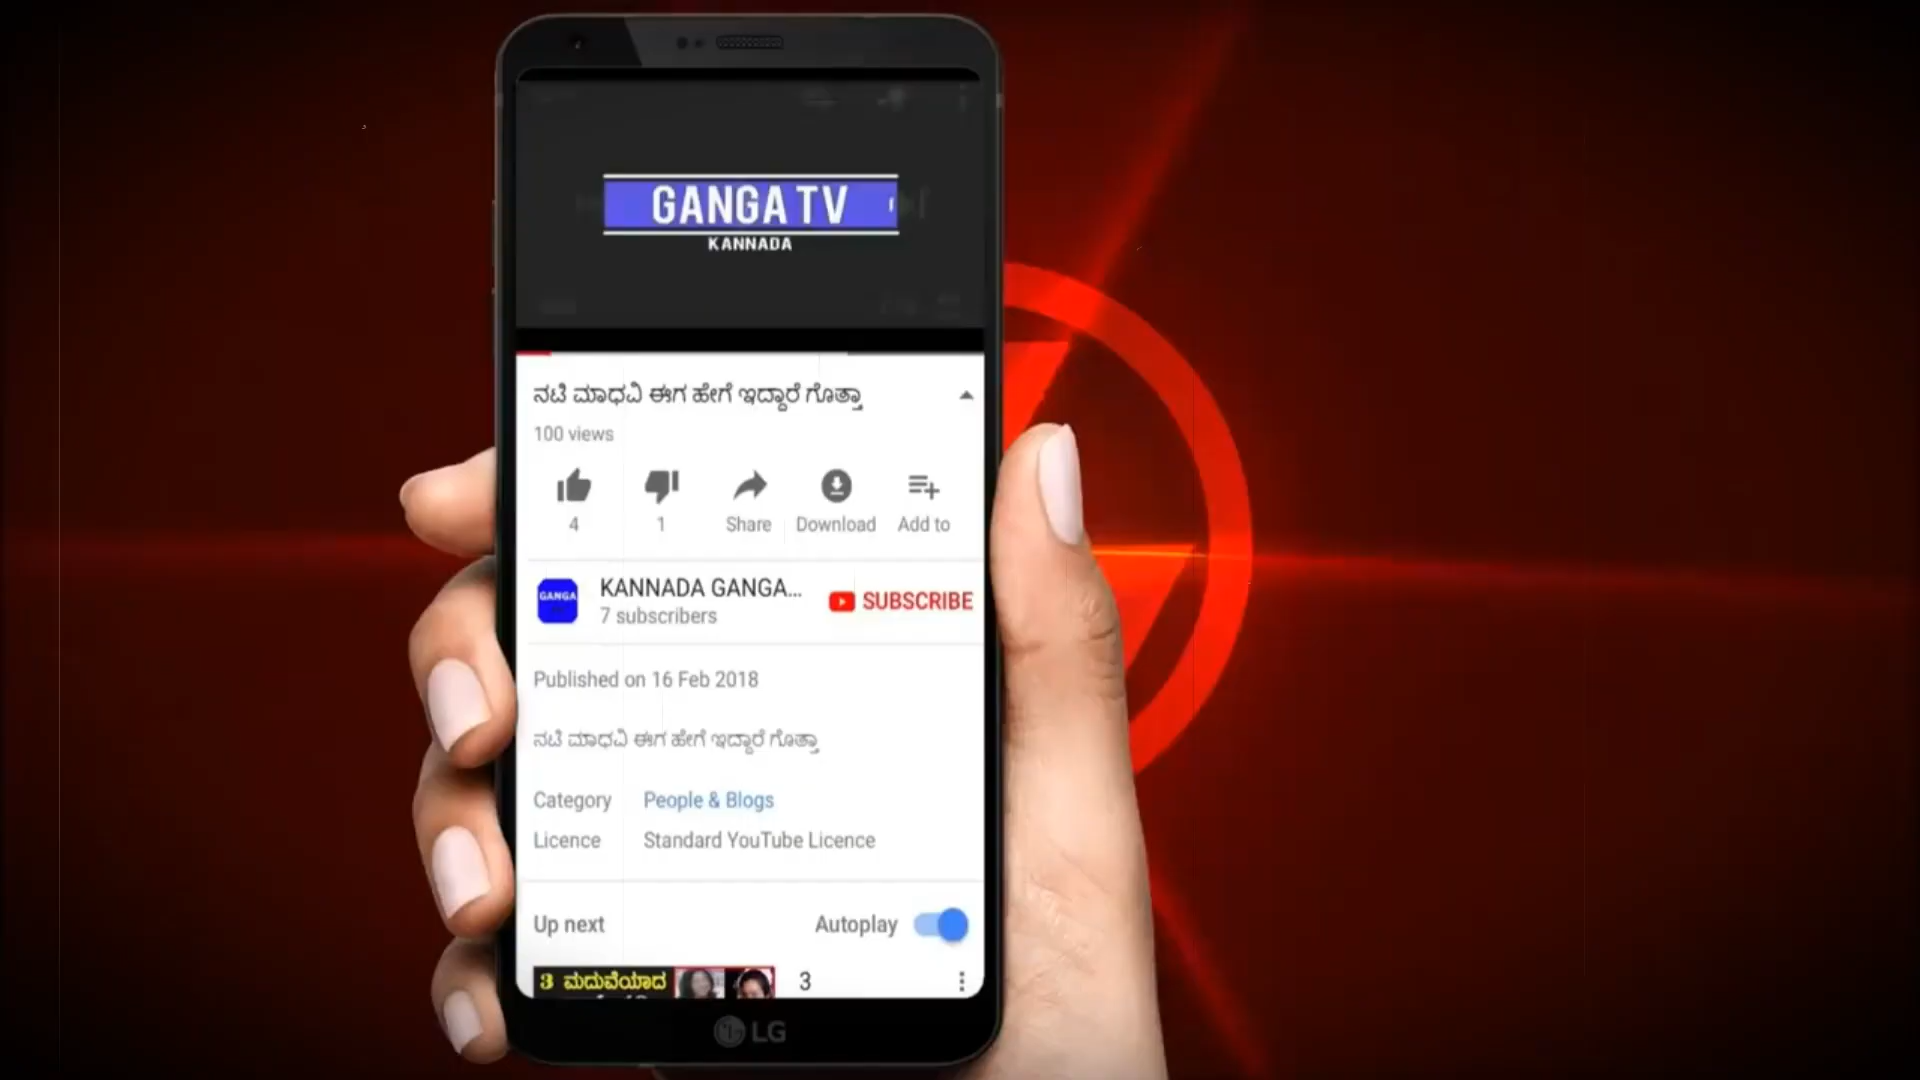 GANGA TV
KANNADA
ನಟಿ ಮಾಧವಿ ಈಗ ಹೇಗೆ ಇದ್ದಾರೆ ಗೊತ್ತಾ
100 views
4 1 Share Download Add to
GANGA
KANNADA GANGA...
SUBSCRIBE
7 subscribers
Published on 16 Feb 2018
ನಟಿ ಮಾಧವಿ ಈಗ ಹೇಗೆ ಇದ್ದಾರೆ ಗೊತ್ತಾ
Category People & Blogs
Licence Standard YouTube Licence
Up next Autoplay
3 ಮದುವೆಯಾದ
3
LG